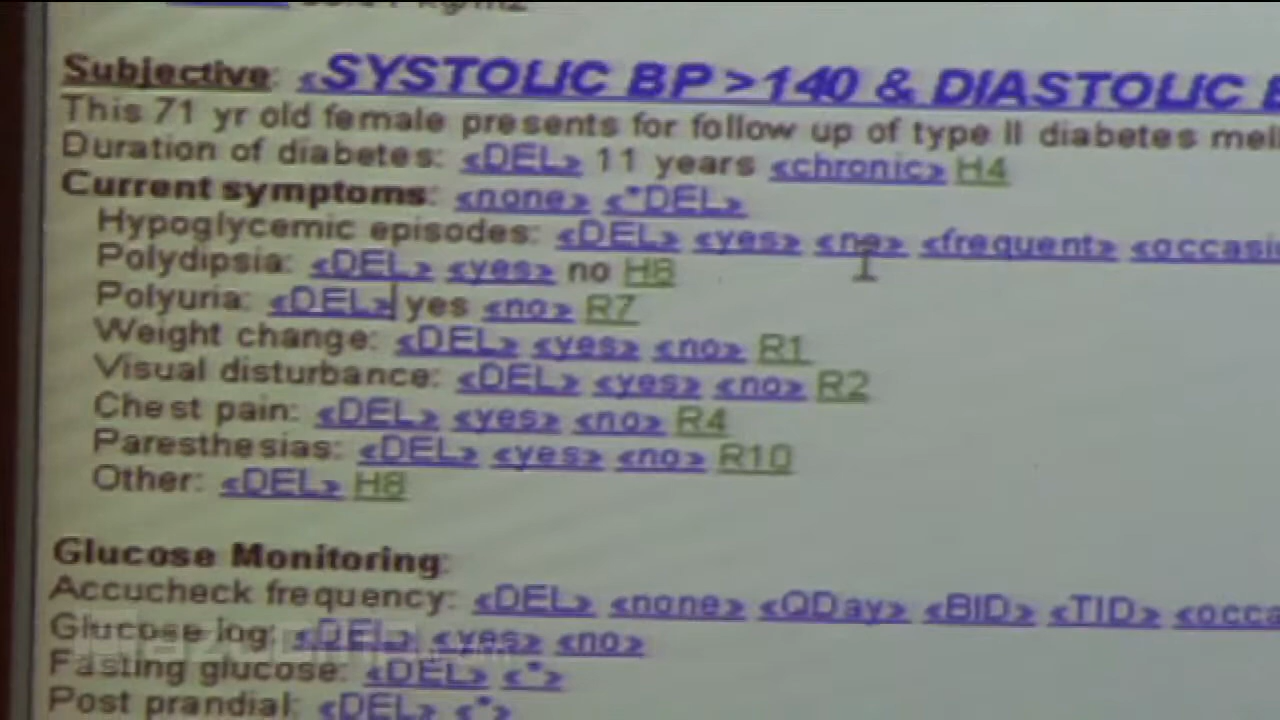 Subjective: «SYSTOLIC BP >140 & DIASTOLIC
This 71 yr old female presents for follow up of type II diabetes
Duration of diabetes: «DEL» 11 years «chronic» H4
Current symptoms: «none» «*DEL»
Hypoglycemic episodes: «DEL» «yes» «no» «frequent» «occasi
Polydipsia: «DEL» «yes» no H8
Polyuria: «DEL» yes «no» R7
Weight change: «DEL» «yes» «no» R1
Visual disturbance: «DEL» «yes» «no» R2
Chest pain: «DEL» «yes» «no» R4
Paresthesias: «DEL» «yes» «no» R10
Other: «DEL» H8
Glucose Monitoring:
Accucheck frequency: «DEL» «none» «QDay» «BID» «TID» «occa
Glucose log: «DEL» «yes» «no»
Fasting glucose: «DEL» «*»
Post prandial: «DEL» «*»